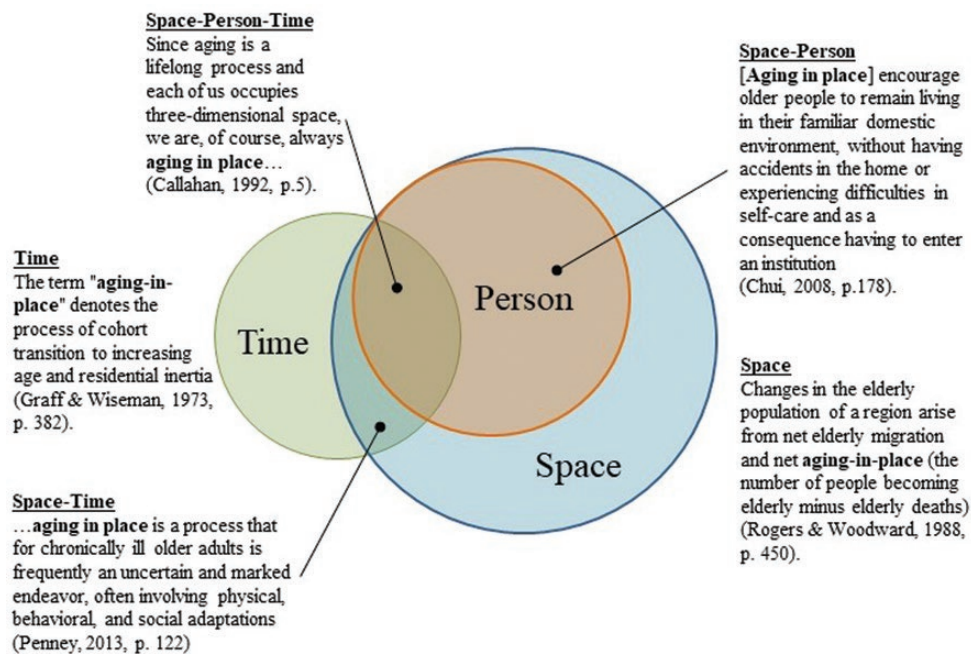 Space-Person-Time
Since aging is a
lifelong process and
each of us occupies
three-dimensional space,
we are, of course, always
aging in place…
(Callahan, 1992, p.5).
Space-Person
[Aging in place] encourage
older people to remain living
in their familiar domestic
environment, without having
accidents in the home or
experiencing difficulties in
self-care and as a
consequence having to enter
an institution
(Chui, 2008, p.178).
Time
The term "aging-in-
place" denotes the
process of cohort
transition to increasing
age and residential inertia
(Graff & Wiseman, 1973,
p. 382).
Time
Person
Space
Space
Changes in the elderly
population of a region arise
from net elderly migration
and net aging-in-place (the
number of people becoming
elderly minus elderly deaths)
(Rogers & Woodward, 1988,
p. 450).
Space-Time
…aging in place is a process that
for chronically ill older adults is
frequently an uncertain and marked
endeavor, often involving physical,
behavioral, and social adaptations
(Penney, 2013, p. 122)